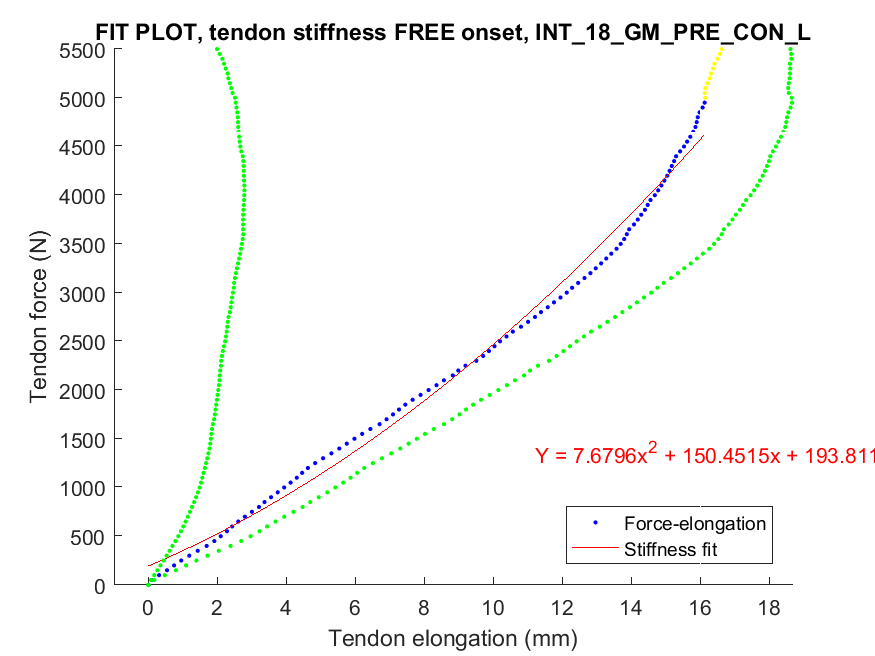 FIT PLOT, tendon stiffness FREE onset, INT_18_GM_PRE_CON_L
5500
5000
4500
4000
3500
3000
2500
2000
1500
1000
500
0
Tendon force (N)
Y = 7.6796x² + 150.4515x + 193.811
Force-elongation
Stiffness fit
0 2 4 6 8 10 12 14 16 18
Tendon elongation (mm)